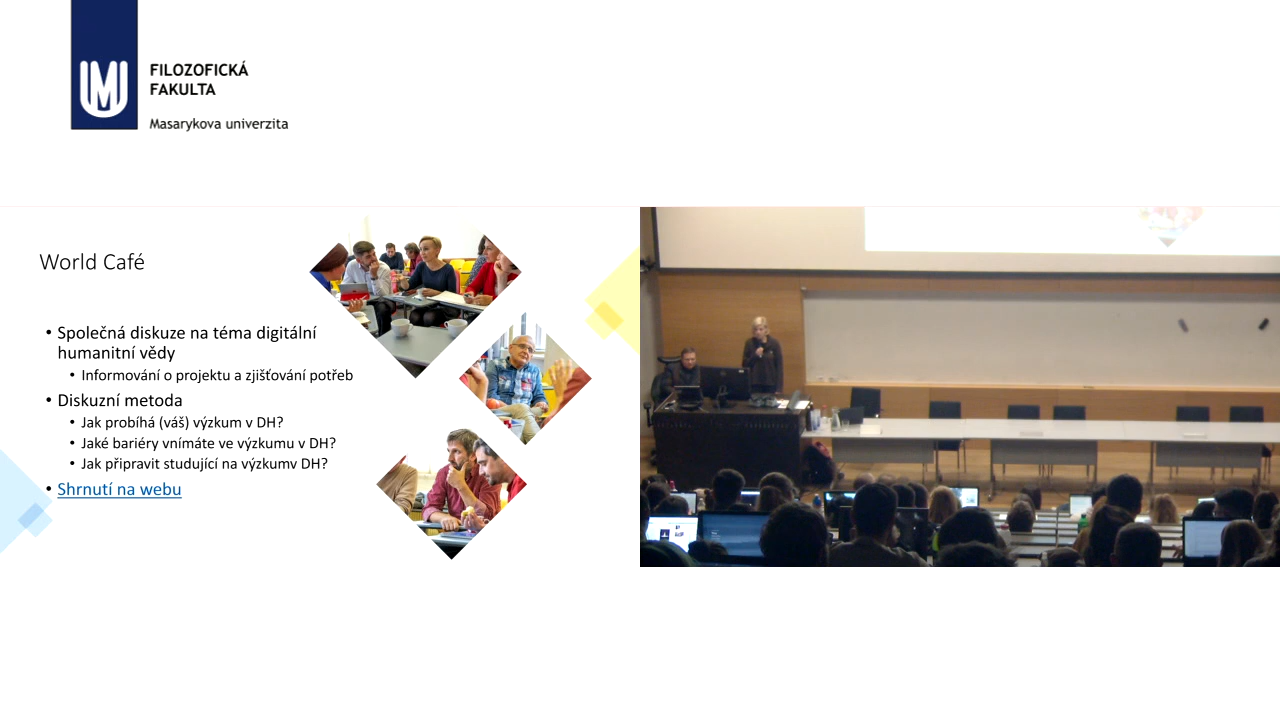 FILOZOFICKÁ
FAKULTA
Masarykova univerzita
World Café
• Společná diskuze na téma digitální
humanitní vědy
• Informování o projektu a zjišťování potřeb
• Diskuzní metoda
• Jak probíhá (váš) výzkum v DH?
• Jaké bariéry vnímáte ve výzkumu v DH?
• Jak připravit studující na výzkumv DH?
• Shrnutí na webu